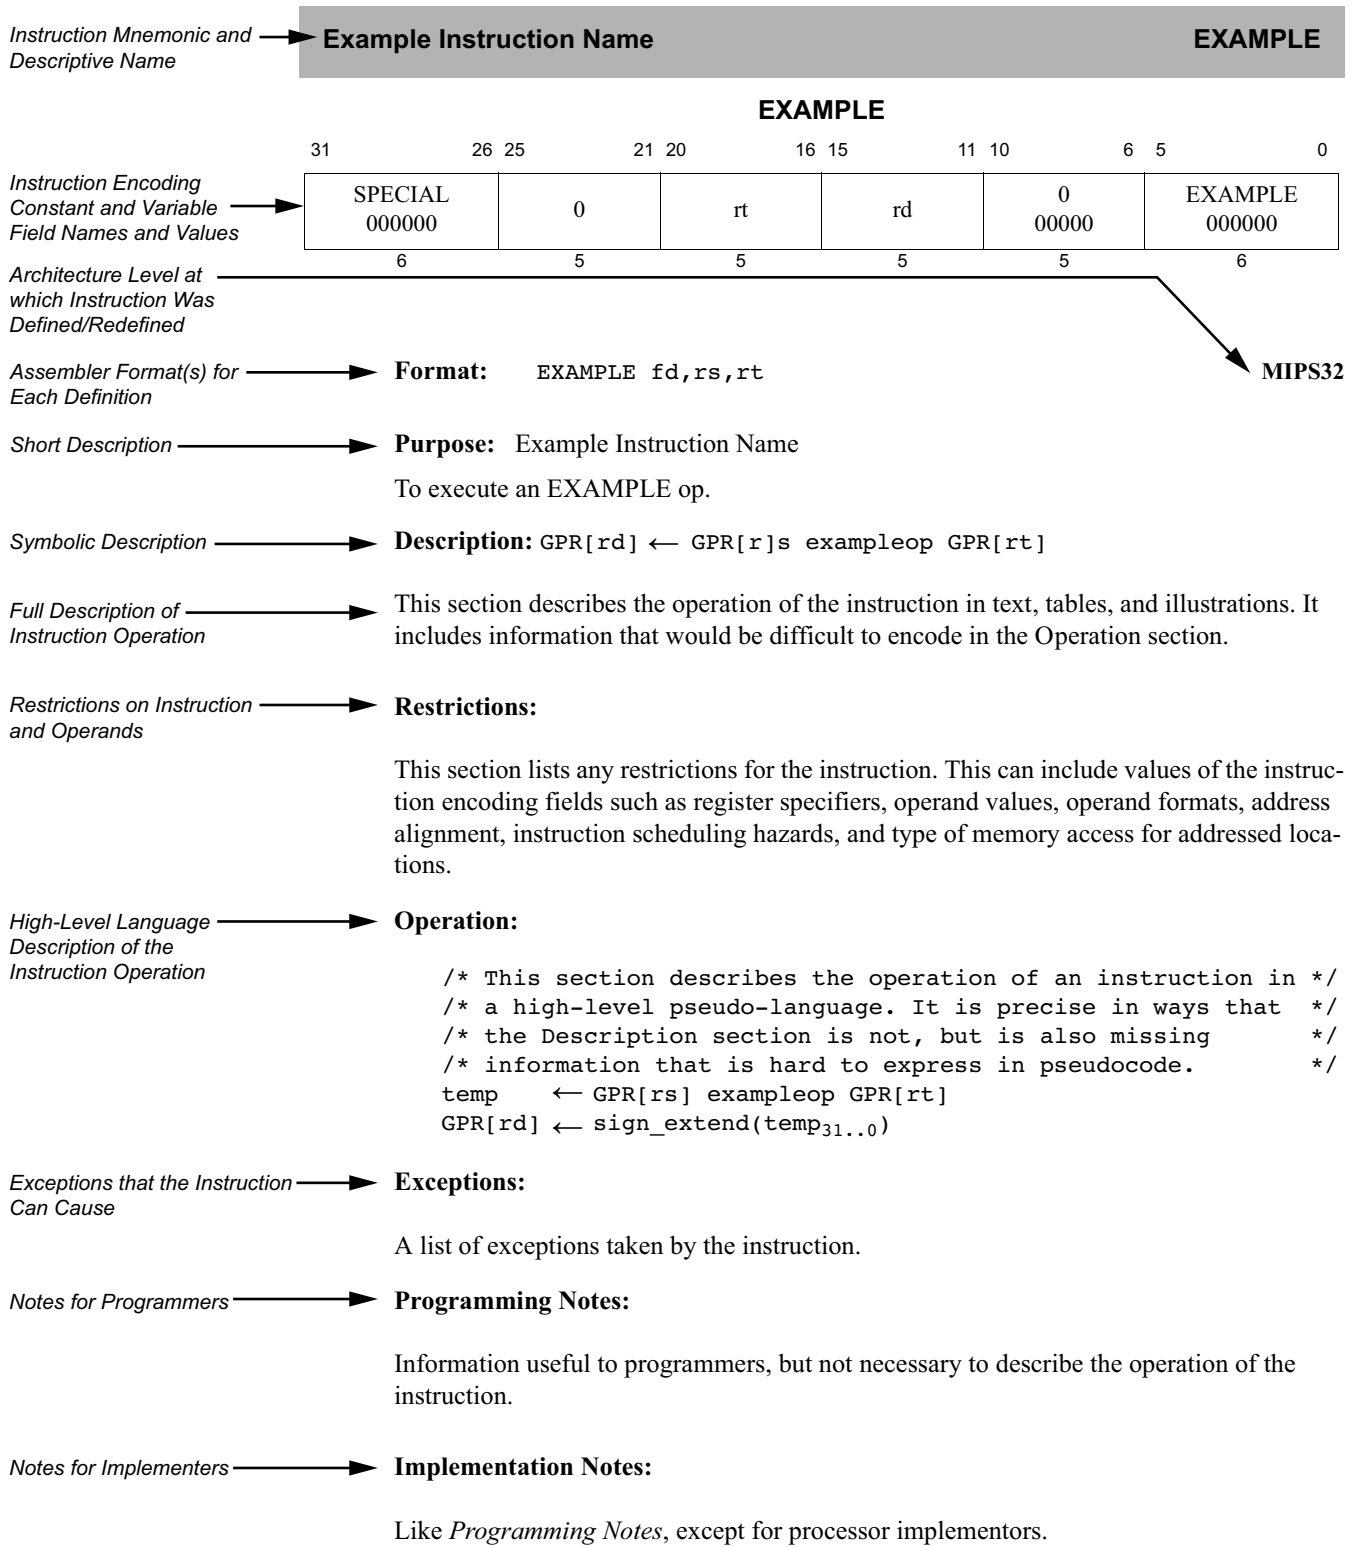 Instruction Mnemonic and
Descriptive Name
Example Instruction Name EXAMPLE
EXAMPLE
31 26 25 21 20 16 15 11 10 6 5 0
Instruction Encoding
Constant and Variable
Field Names and Values
SPECIAL
000000
0
rt
rd
0
00000
EXAMPLE
000000
6 5 5 5 5 6
Architecture Level at
which Instruction Was
Defined/Redefined
Assembler Format(s) for
Each Definition
Format: EXAMPLE fd,rs,rt MIPS32
Short Description
Purpose: Example Instruction Name
To execute an EXAMPLE op.
Symbolic Description
Description: GPR[rd] ← GPR[r]s exampleop GPR[rt]
Full Description of
Instruction Operation
This section describes the operation of the instruction in text, tables, and illustrations. It
includes information that would be difficult to encode in the Operation section.
Restrictions on Instruction
and Operands
Restrictions:
This section lists any restrictions for the instruction. This can include values of the instruc-
tion encoding fields such as register specifiers, operand values, operand formats, address
alignment, instruction scheduling hazards, and type of memory access for addressed loca-
tions.
High-Level Language
Description of the
Instruction Operation
Operation:
/* This section describes the operation of an instruction in */
/* a high-level pseudo-language. It is precise in ways that */
/* the Description section is not, but is also missing */
/* information that is hard to express in pseudocode. */
temp ← GPR[rs] exampleop GPR[rt]
GPR[rd] ← sign_extend(temp31..0)
Exceptions that the Instruction
Can Cause
Exceptions:
A list of exceptions taken by the instruction.
Notes for Programmers
Programming Notes:
Information useful to programmers, but not necessary to describe the operation of the
instruction.
Notes for Implementers
Implementation Notes:
Like Programming Notes, except for processor implementors.